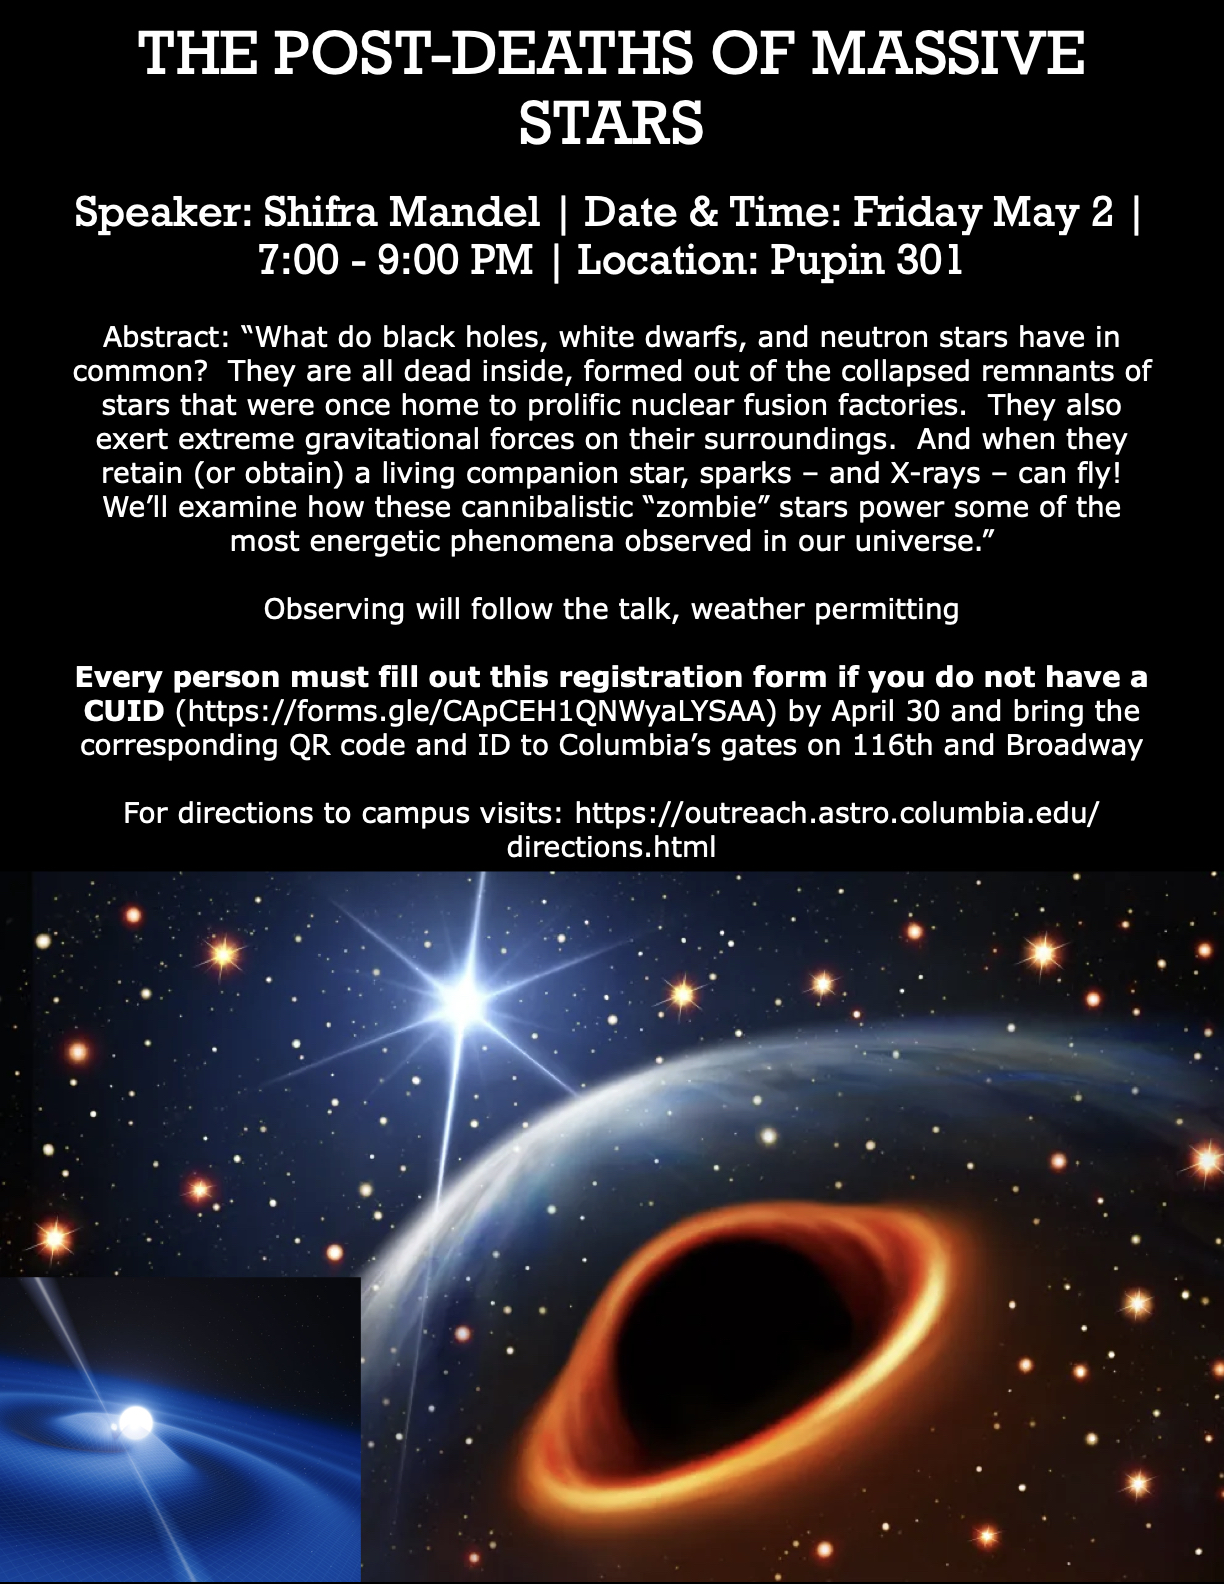 THE POST-DEATHS OF MASSIVE
STARS
Speaker: Shifra Mandel | Date & Time: Friday May 2 |
7:00 - 9:00 PM | Location: Pupin 301
Abstract: “What do black holes, white dwarfs, and neutron stars have in
common?  They are all dead inside, formed out of the collapsed remnants of
stars that were once home to prolific nuclear fusion factories.  They also
exert extreme gravitational forces on their surroundings.  And when they
retain (or obtain) a living companion star, sparks – and X-rays – can fly!
We’ll examine how these cannibalistic “zombie” stars power some of the
most energetic phenomena observed in our universe.”
Observing will follow the talk, weather permitting
Every person must fill out this registration form if you do not have a
CUID (https://forms.gle/CApCEH1QNWyaLYSAA) by April 30 and bring the
corresponding QR code and ID to Columbia’s gates on 116th and Broadway
For directions to campus visits: https://outreach.astro.columbia.edu/
directions.html